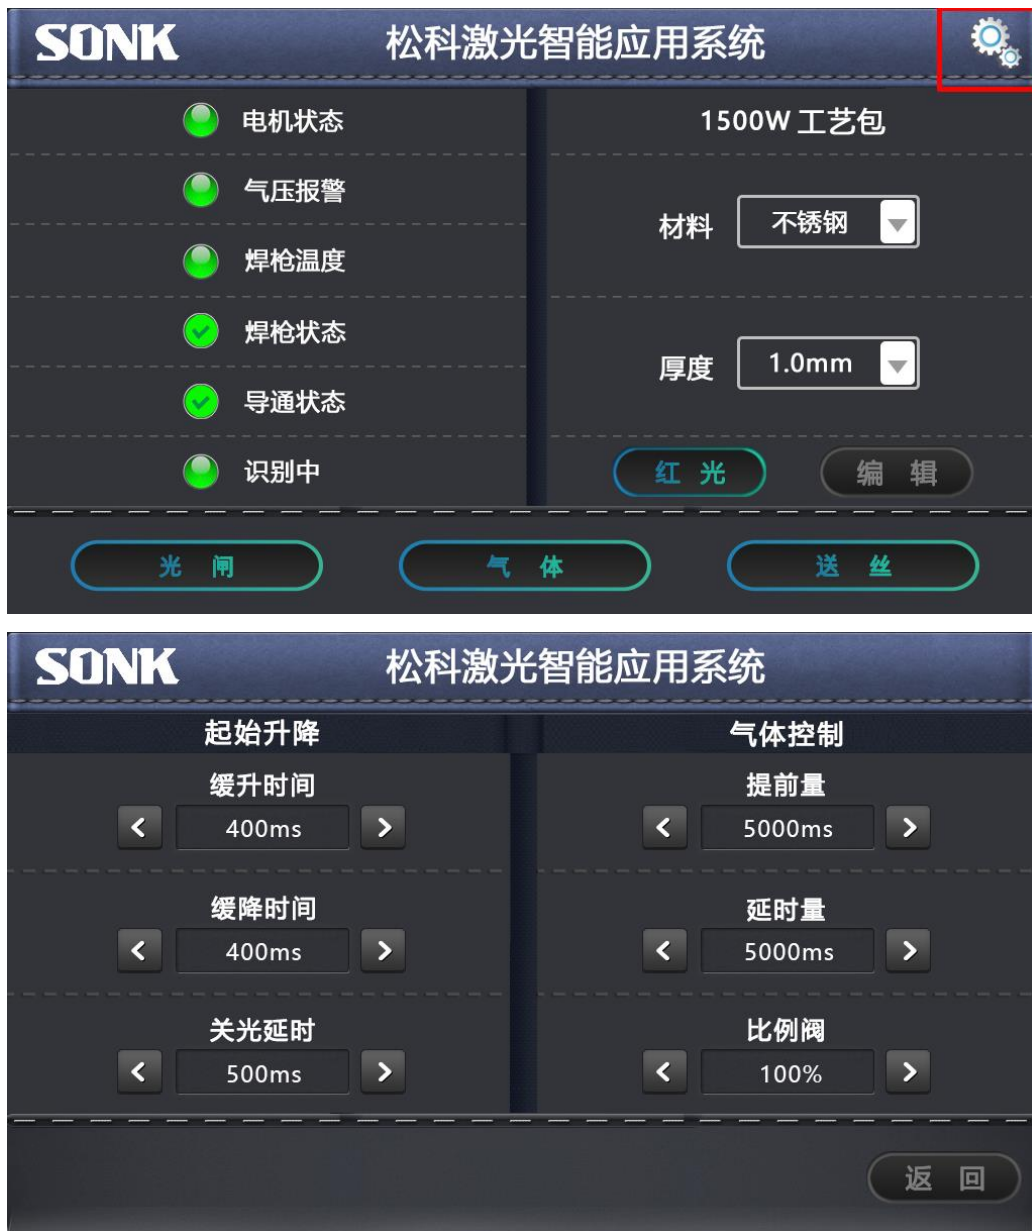 SONK 松科激光智能应用系统
电机状态
气压报警
焊枪温度
焊枪状态
导通状态
识别中
1500W 工艺包
材料 不锈钢
厚度 1.0mm
红光 编辑
光闸 气体 送丝
SONK 松科激光智能应用系统
起始升降
缓升时间
400ms
缓降时间
400ms
关光延时
500ms
气体控制
提前量
5000ms
延时量
5000ms
比例阀
100%
返回